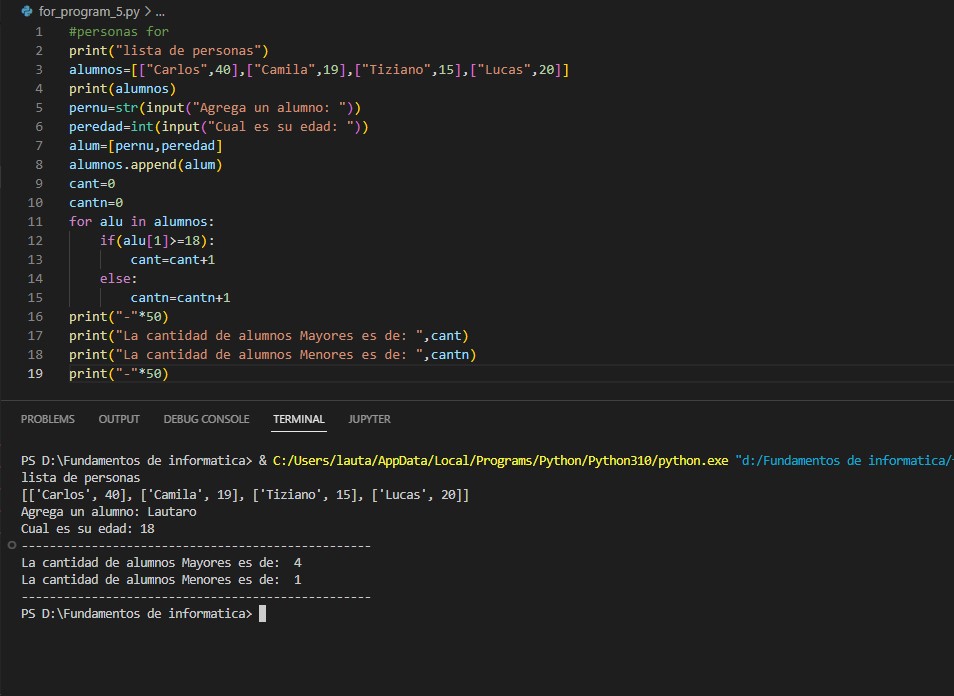 for_program_5.py > ...
1 #personas for
2 print("lista de personas")
3 alumnos=[["Carlos",40],["Camila",19],["Tiziano",15],["Lucas",20]]
4 print(alumnos)
5 pernu=str(input("Agrega un alumno: "))
6 peredad=int(input("Cual es su edad: "))
7 alum=[pernu,peredad]
8 alumnos.append(alum)
9 cant=0
10 cantn=0
11 for alu in alumnos:
12     if(alu[1]>=18):
13         cant=cant+1
14     else:
15         cantn=cantn+1
16 print("-"*50)
17 print("La cantidad de alumnos Mayores es de: ",cant)
18 print("La cantidad de alumnos Menores es de: ",cantn)
19 print("-"*50)
PROBLEMS OUTPUT DEBUG CONSOLE TERMINAL JUPYTER
PS D:\Fundamentos de informatica> & C:/Users/lauta/AppData/Local/Programs/Python/Python310/python.exe "d:/Fundamentos de informatica/
lista de personas
[['Carlos', 40], ['Camila', 19], ['Tiziano', 15], ['Lucas', 20]]
Agrega un alumno: Lautaro
Cual es su edad: 18
--------------------------------------------------
La cantidad de alumnos Mayores es de:  4
La cantidad de alumnos Menores es de:  1
--------------------------------------------------
PS D:\Fundamentos de informatica>